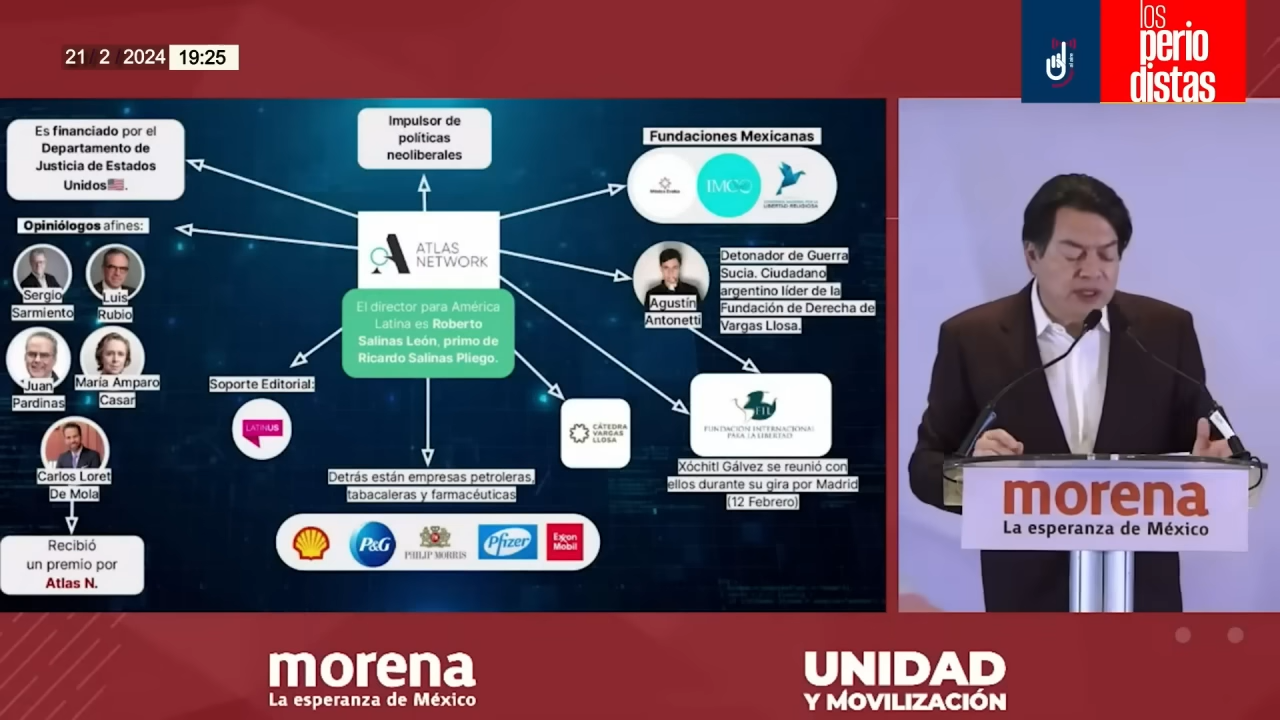 21 / 2 / 2024 19:25
los
perio
distas
Es financiado por el
Departamento de
Justicia de Estados
Unidos
Impulsor de
políticas
neoliberales
Fundaciones Mexicanas
IMCO
LIBERTAD RELIGIOSA
Opiniólogos afines:
Sergio
Sarmiento
Luis
Rubio
Juan
Pardinas
María Amparo
Casar
Carlos Loret
De Mola
Recibió
un premio por
Atlas N.
ATLAS
NETWORK
El director para América
Latina es Roberto
Salinas León, primo de
Ricardo Salinas Pliego.
Soporte Editorial:
LATINUS
Detrás están empresas petroleras,
tabacaleras y farmacéuticas
P&G
PHILIP MORRIS
Pfizer
Exxon
Mobil
Agustín
Antonetti
Detonador de Guerra
Sucia. Ciudadano
argentino líder de la
Fundación de Derecha de
Vargas Llosa.
CÁTEDRA
VARGAS
LLOSA
FIL
FUNDACIÓN INTERNACIONAL
PARA LA LIBERTAD
Xóchitl Gálvez se reunió con
ellos durante su gira por Madrid
(12 Febrero)
morena
La esperanza de México
morena
La esperanza de México
UNIDAD
Y MOVILIZACIÓN